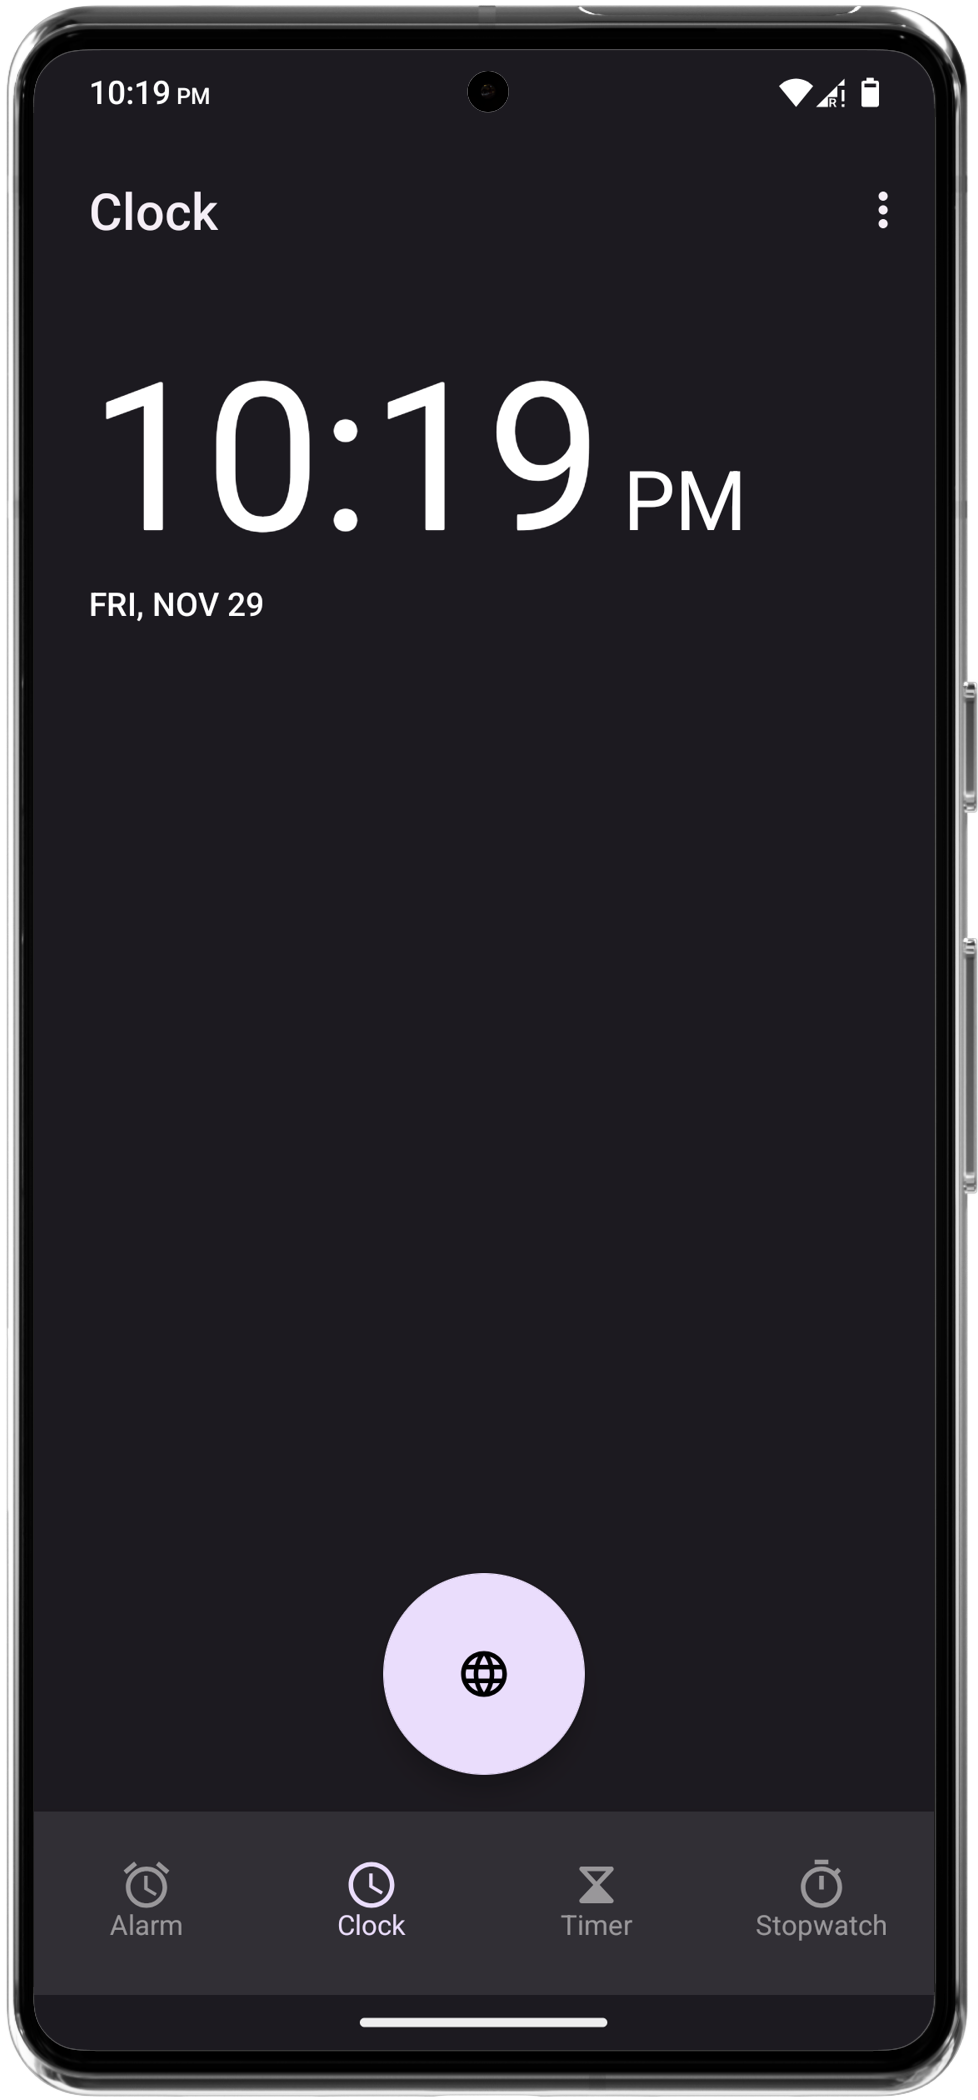 10:19 PM
R
Clock
10:19 PM
FRI, NOV 29
Alarm
Clock
Timer
Stopwatch